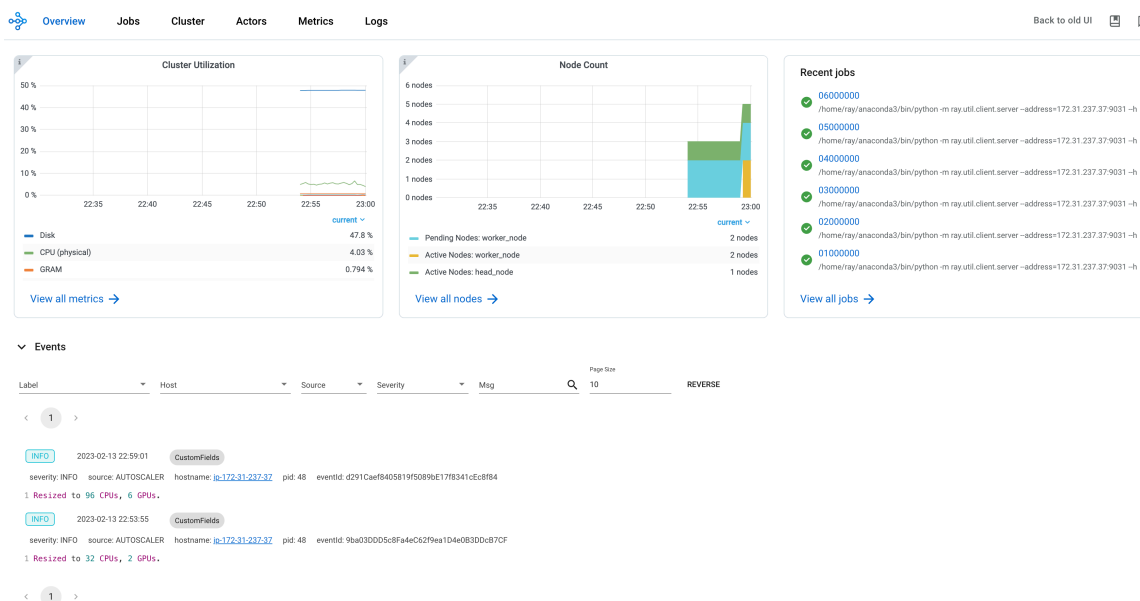 Overview Jobs Cluster Actors Metrics Logs Back to old UI
i
Cluster Utilization
50 %
40 %
30 %
20 %
10 %
0 %
22:35 22:40 22:45 22:50 22:55 23:00
current
Disk 47.8 %
CPU (physical) 4.03 %
GRAM 0.794 %
View all metrics →
i
Node Count
6 nodes
5 nodes
4 nodes
3 nodes
2 nodes
1 nodes
0 nodes
22:35 22:40 22:45 22:50 22:55 23:00
current
Pending Nodes: worker_node 2 nodes
Active Nodes: worker_node 2 nodes
Active Nodes: head_node 1 nodes
View all nodes →
Recent jobs
06000000
/home/ray/anaconda3/bin/python -m ray.util.client.server --address=172.31.237.37:9031 --h
05000000
/home/ray/anaconda3/bin/python -m ray.util.client.server --address=172.31.237.37:9031 --h
04000000
/home/ray/anaconda3/bin/python -m ray.util.client.server --address=172.31.237.37:9031 --h
03000000
/home/ray/anaconda3/bin/python -m ray.util.client.server --address=172.31.237.37:9031 --h
02000000
/home/ray/anaconda3/bin/python -m ray.util.client.server --address=172.31.237.37:9031 --h
01000000
/home/ray/anaconda3/bin/python -m ray.util.client.server --address=172.31.237.37:9031 --h
View all jobs →
Events
Page Size
Label Host Source Severity Msg 10 REVERSE
< 1 >
INFO 2023-02-13 22:59:01 CustomFields
severity: INFO source: AUTOSCALER hostname: ip-172-31-237-37 pid: 48 eventId: d291Caef8405819f5089bE17f8341cEc8f84
1 Resized to 96 CPUs, 6 GPUs.
INFO 2023-02-13 22:53:55 CustomFields
severity: INFO source: AUTOSCALER hostname: ip-172-31-237-37 pid: 48 eventId: 9ba03DDD5c8Fa4eC62f9ea1D4e0B3DDcB7CF
1 Resized to 32 CPUs, 2 GPUs.
< 1 >